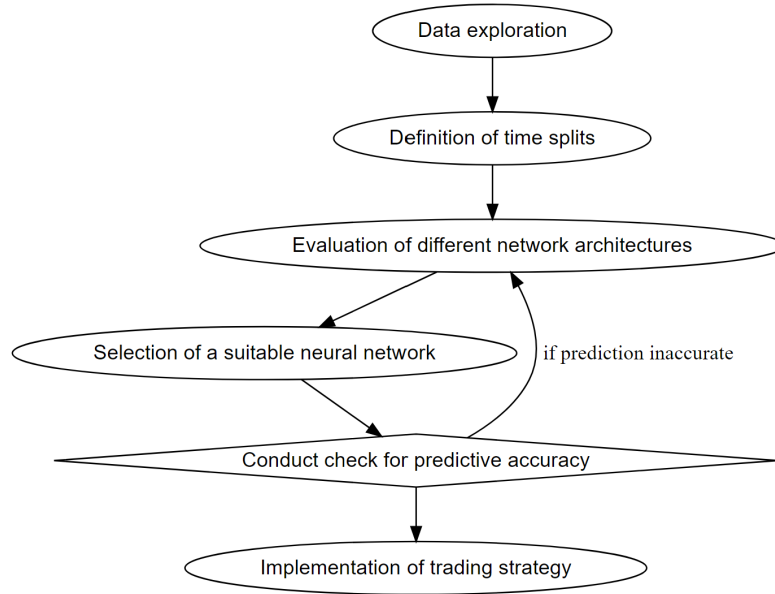 Data exploration
Definition of time splits
Evaluation of different network architectures
Selection of a suitable neural network
if prediction inaccurate
Conduct check for predictive accuracy
Implementation of trading strategy